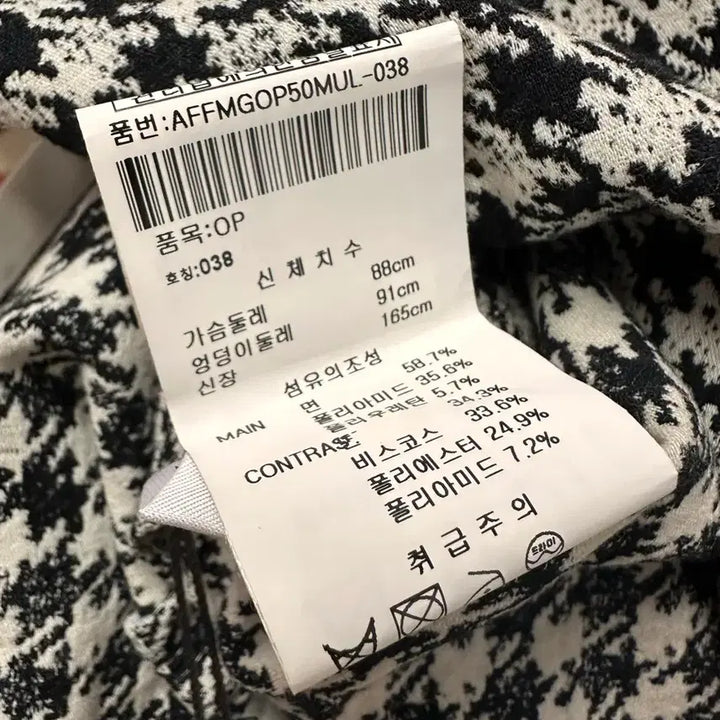 품번:AFFMGOP50MUL-038
품목:OP
호칭:038
신체치수
가슴둘레 88cm
엉덩이둘레 91cm
신장 165cm
섬유의조성
MAIN 면 58.7%
폴리아미드 35.6%
폴리우레탄 5.7%
CONTRAST 면 34.3%
비스코스 33.6%
폴리에스터 24.9%
폴리아미드 7.2%
취급주의
드라이